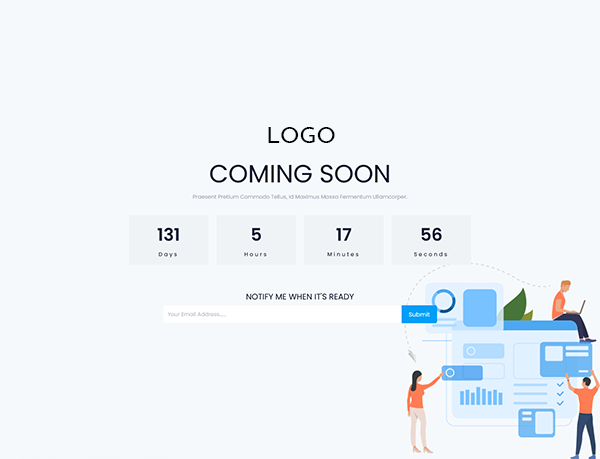 LOGO
COMING SOON
Praesent Pretium Commodo Tellus, Id Maximus Massa Fermentum Ullamcorper.
131 5 17 56
Days Hours Minutes Seconds
NOTIFY ME WHEN IT'S READY
Your Email Address..... Submit